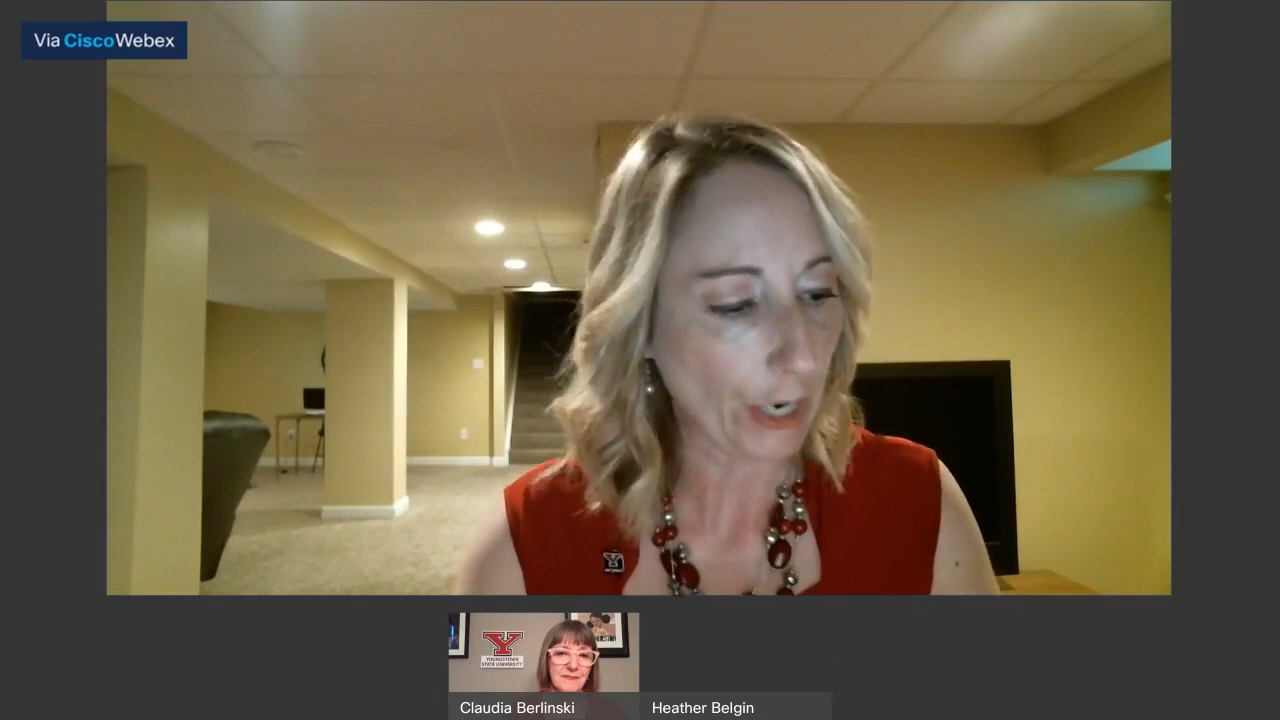 Via CiscoWebex
Y
YOUNGSTOWN
STATE UNIVERSITY
Claudia Berlinski
Heather Belgin